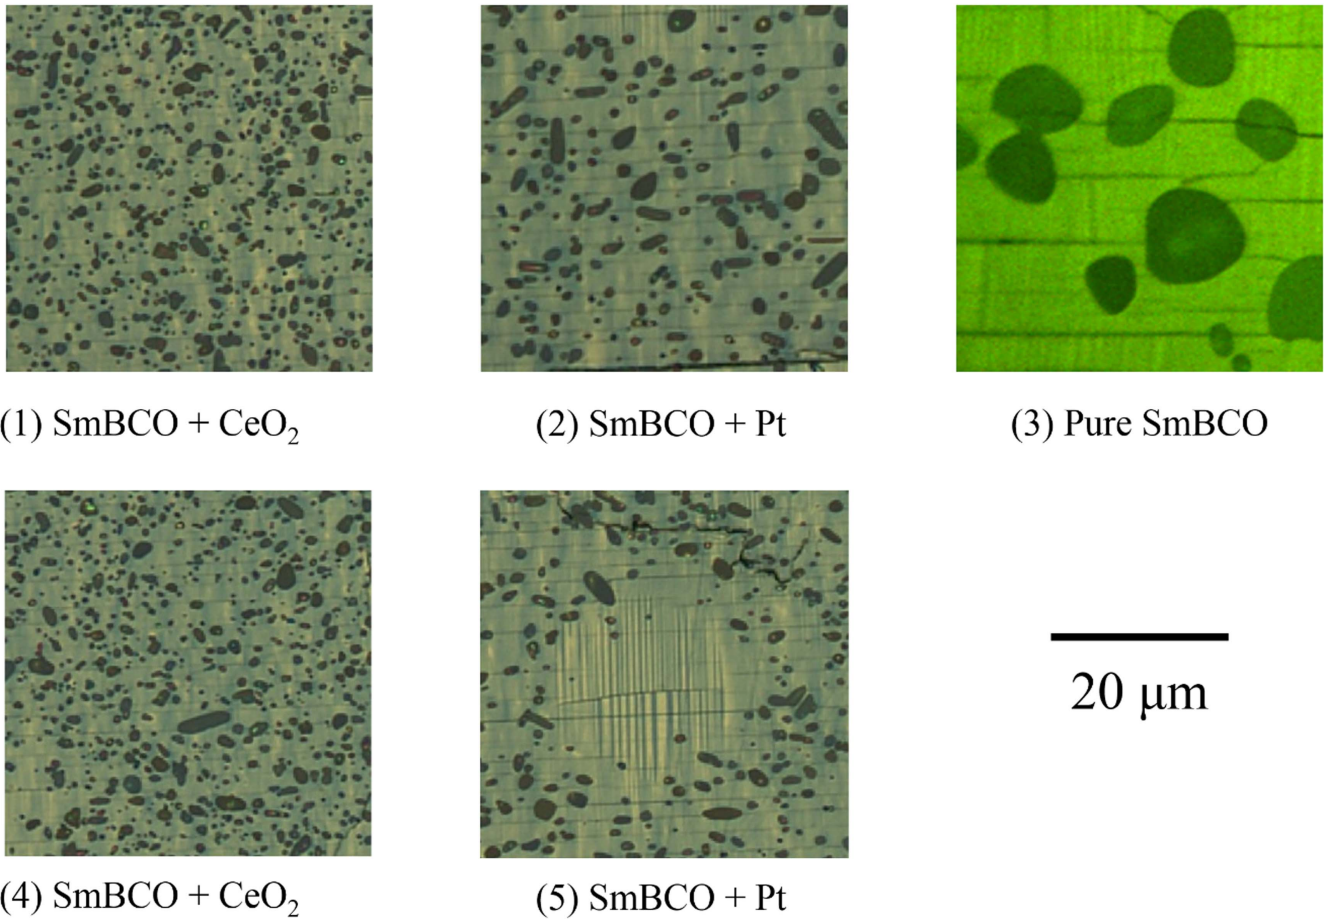 (1) SmBCO + CeO₂
(2) SmBCO + Pt
(3) Pure SmBCO
20 μm
(4) SmBCO + CeO₂
(5) SmBCO + Pt